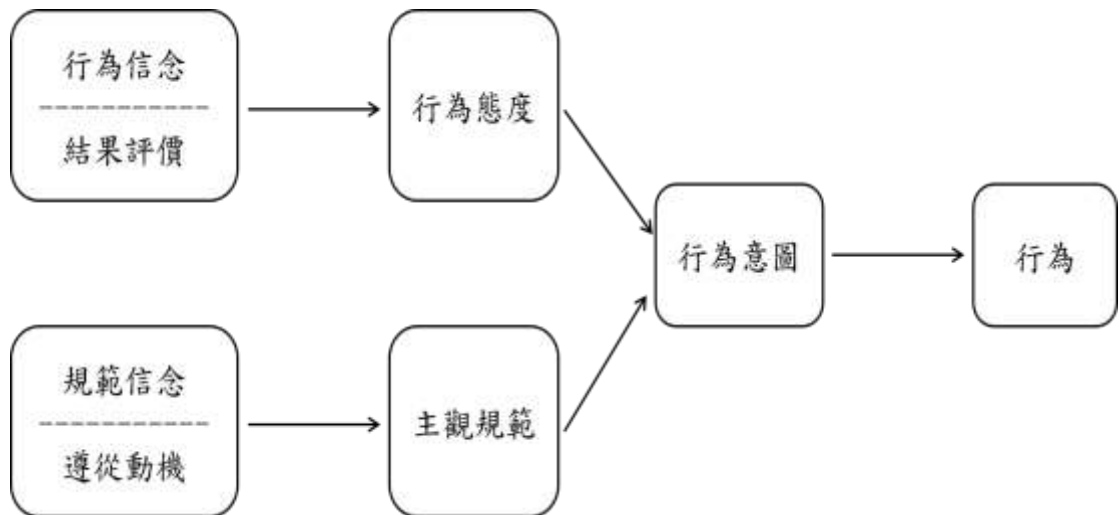 行為信念
結果評價
行為態度
規範信念
遵從動機
主觀規範
行為意圖
行為